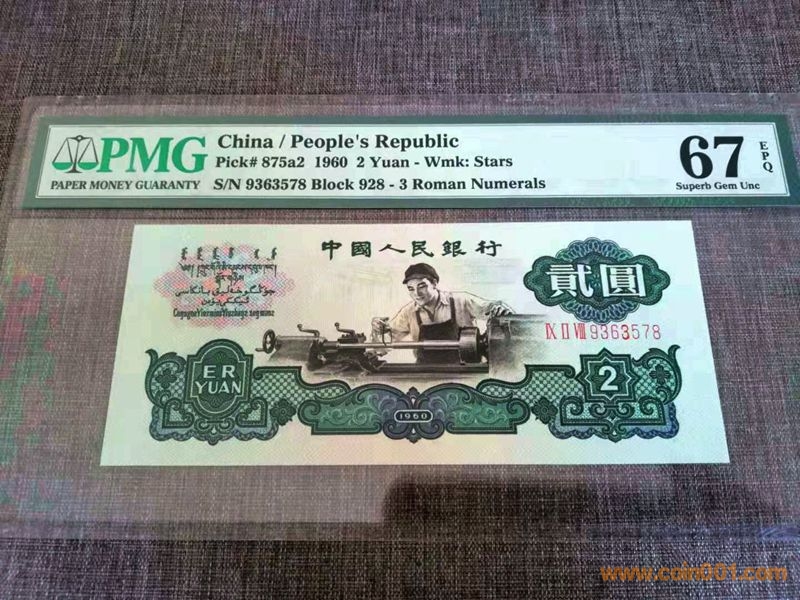 PMG
PAPER MONEY GUARANTY
China / People's Republic
Pick# 875a2 1960 2 Yuan - Wmk: Stars
S/N 9363578 Block 928 - 3 Roman Numerals
67
EPQ
Superb Gem Unc
中國人民銀行
貳圓
IX II VIII 9363578
ER
YUAN
1960
2
www.coin001.com